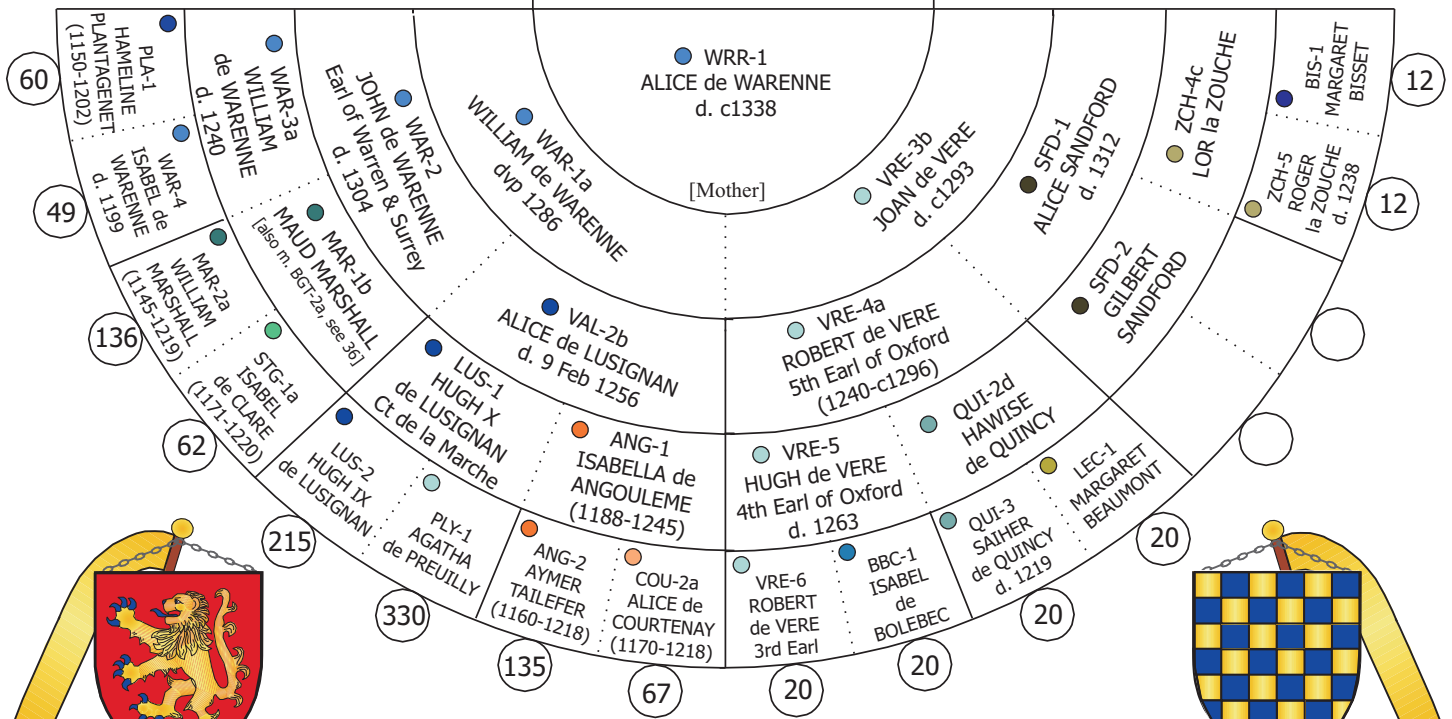 WRR-1
ALICE de WARENNE
d. c1338
[Mother]
WAR-1a
WILLIAM de WARENNE
dvp 1286
VRE-3b
JOAN de VERE
d. c1293
WAR-2
JOHN de WARENNE
Earl of Warren & Surrey
d. 1304
VAL-2b
ALICE de LUSIGNAN
d. 9 Feb 1256
VRE-4a
ROBERT de VERE
5th Earl of Oxford
(1240-c1296)
SFD-1
ALICE SANDFORD
d. 1312
WAR-3a
WILLIAM
de WARENNE
d. 1240
MAR-1b
MAUD MARSHALL
[also m. BGT-2a, see 36]
LUS-1
HUGH X
de LUSIGNAN
Ct de la Marche
ANG-1
ISABELLA de
ANGOULEME
(1188-1245)
VRE-5
HUGH de VERE
4th Earl of Oxford
d. 1263
QUI-2d
HAWISE
de QUINCY
SFD-2
GILBERT
SANDFORD
ZCH-4c
LOR la ZOUCHE
PLA-1
HAMELINE
PLANTAGENET
(1150-1202)
WAR-4
ISABEL de
WARENNE
d. 1199
MAR-2a
WILLIAM
MARSHALL
(1145-1219)
STG-1a
ISABEL
de CLARE
(1171-1220)
LUS-2
HUGH IX
de LUSIGNAN
PLY-1
AGATHA
de PREUILLY
ANG-2
AYMER
TAILEFER
(1160-1218)
COU-2a
ALICE de
COURTENAY
(1170-1218)
VRE-6
ROBERT
de VERE
3rd Earl
BBC-1
ISABEL
de
BOLEBEC
QUI-3
SAIHER
de QUINCY
d. 1219
LEC-1
MARGARET
BEAUMONT
ZCH-5
ROGER
la ZOUCHE
d. 1238
BIS-1
MARGARET
BISSET
60
49
136
62
215
330
135
67
20
20
20
20
12
12